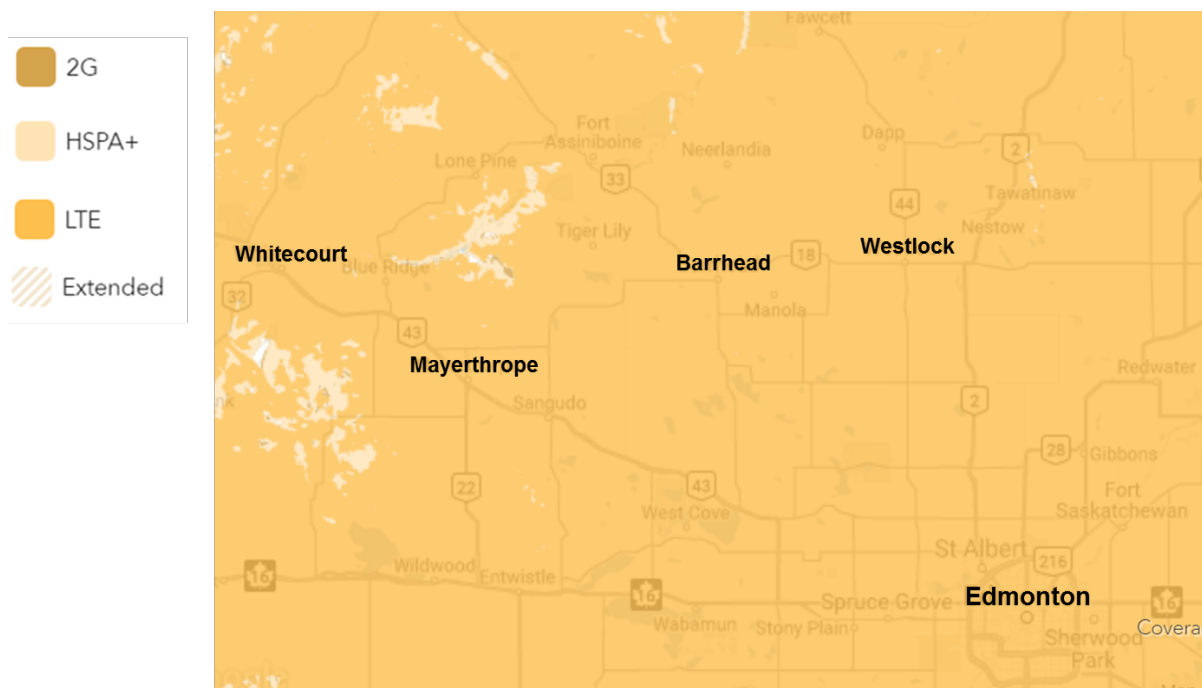 2G
HSPA+
LTE
Extended
Fawcett
Fort
Assiniboine
Neerlandia
Dapp
2
Lone Pine
33
Tawatinaw
44
Nestow
Tiger Lily
Whitecourt
Blue Ridge
Barrhead
18
Westlock
32
Manola
43
Mayerthrope
Redwater
Sangudo
2
28
Gibbons
22
43
Fort
Saskatchewan
West Cove
St Albert
216
Wildwood
Entwistle
16
16
Edmonton
16
Spruce Grove
Wabamun
Stony Plain
Sherwood
Park
Covera